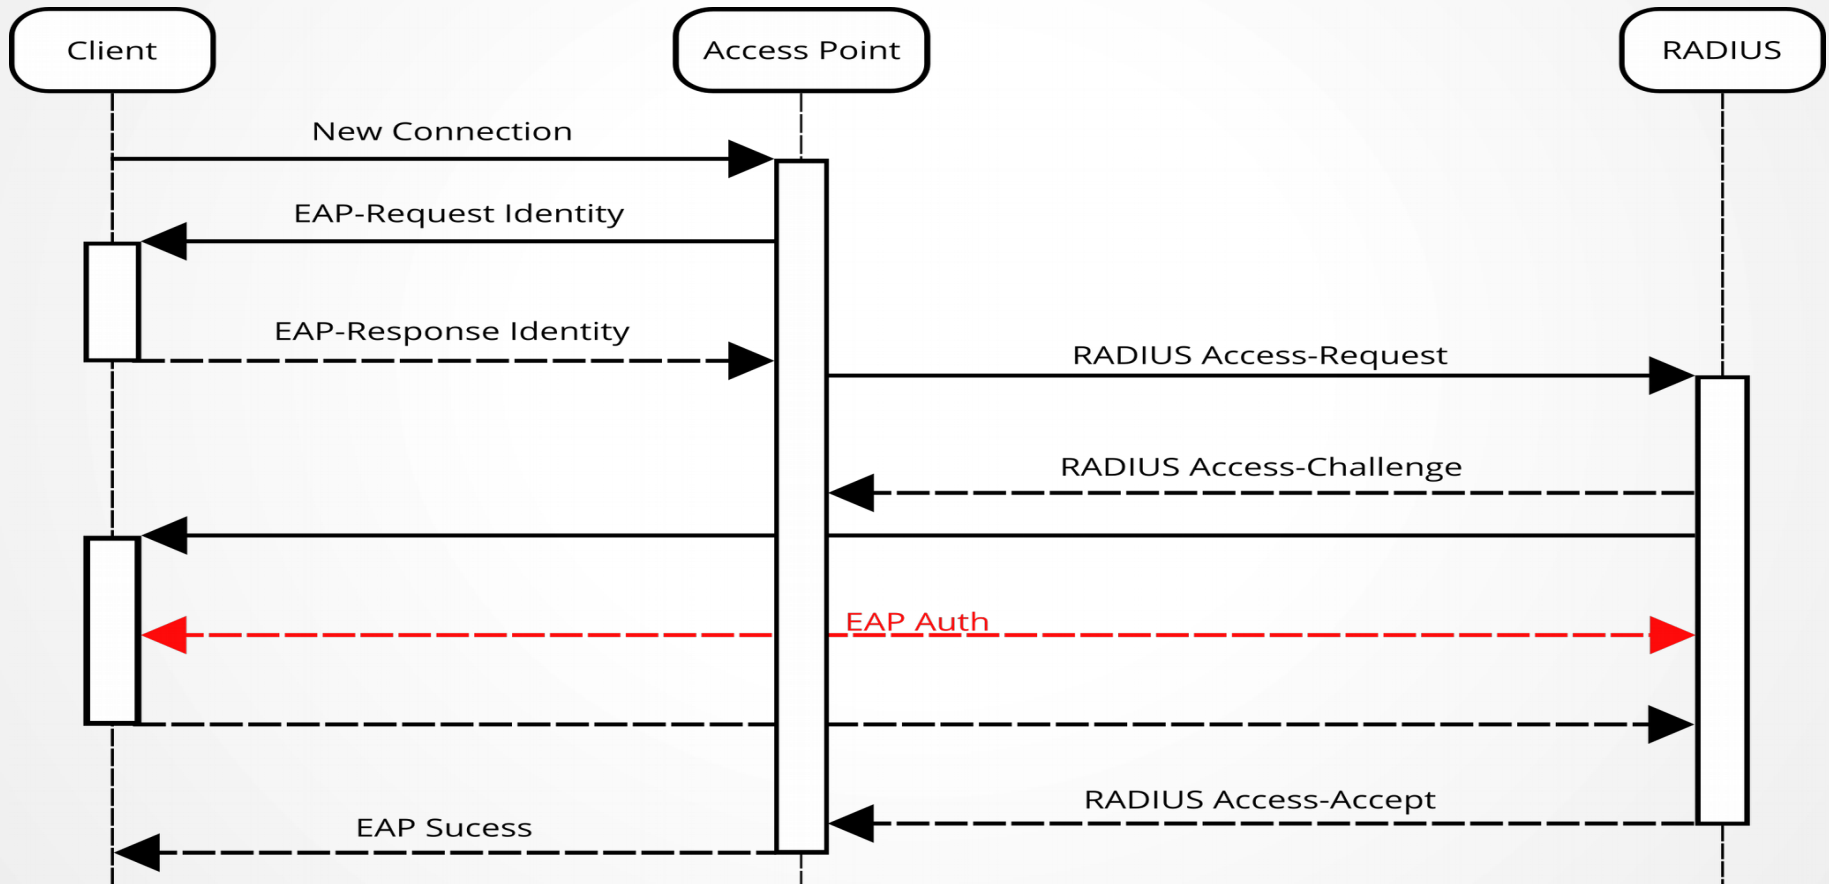 Client
Access Point
RADIUS
New Connection
EAP-Request Identity
EAP-Response Identity
RADIUS Access-Request
RADIUS Access-Challenge
EAP Auth
RADIUS Access-Accept
EAP Sucess